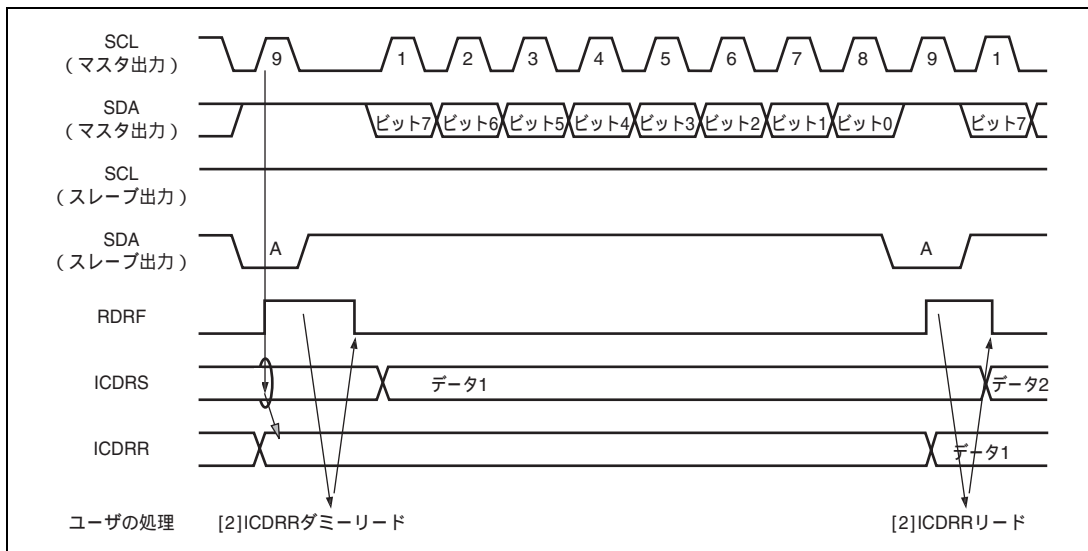 SCL
（マスタ出力）
9 1 2 3 4 5 6 7 8 9 1
SDA
（マスタ出力）
ビット7 ビット6 ビット5 ビット4 ビット3 ビット2 ビット1 ビット0 ビット7
SCL
（スレーブ出力）
SDA
（スレーブ出力）
A A
RDRF
ICDRS
データ1 データ2
ICDRR
データ1
ユーザの処理 [2]ICDRRダミーリード [2]ICDRRリード